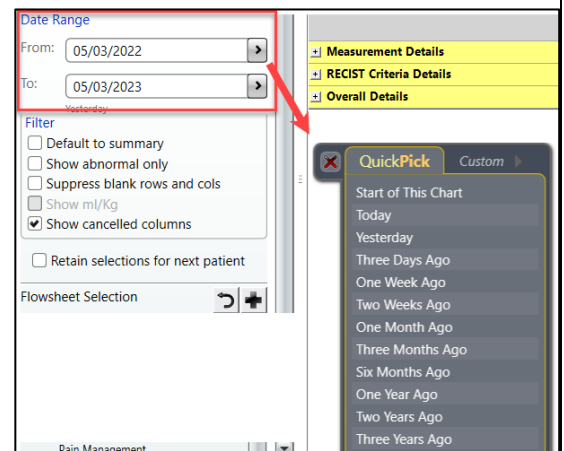 Date Range
From: 05/03/2022
To: 05/03/2023
Yesterday
Filter
Default to summary
Show abnormal only
Suppress blank rows and cols
Show ml/Kg
Show cancelled columns
Retain selections for next patient
Flowsheet Selection
Pain Management
Measurement Details
RECIST Criteria Details
Overall Details
QuickPick Custom
Start of This Chart
Today
Yesterday
Three Days Ago
One Week Ago
Two Weeks Ago
One Month Ago
Three Months Ago
Six Months Ago
One Year Ago
Two Years Ago
Three Years Ago